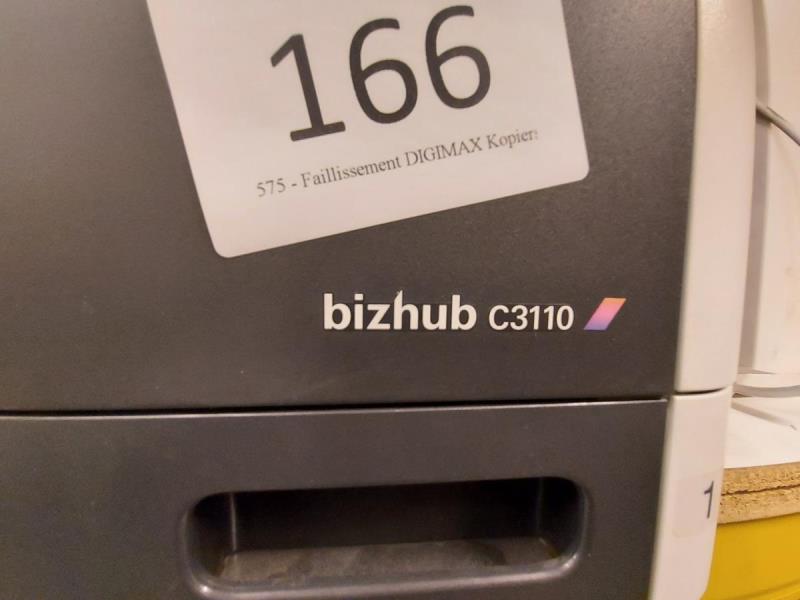 166
575 - Faillissement DIGIMAX Kopiers
bizhub C3110
1